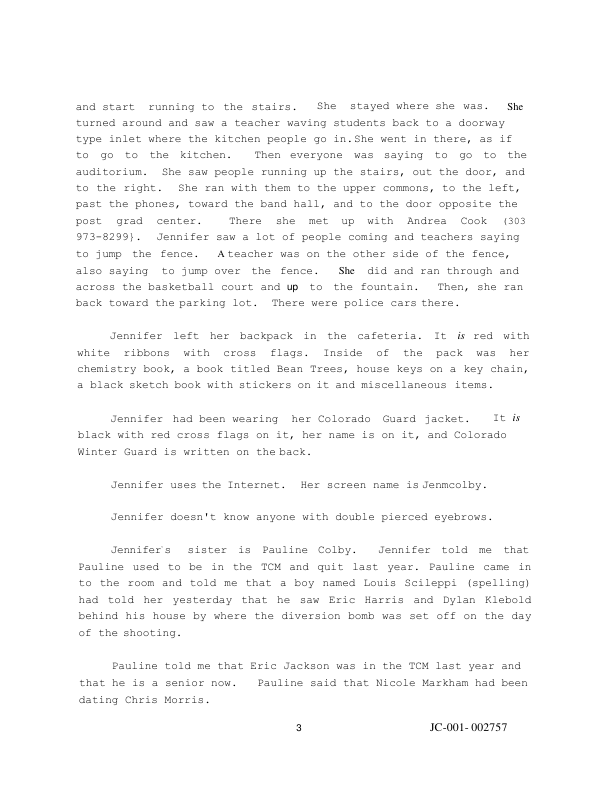 and start running to the stairs. She stayed where she was. She
turned around and saw a teacher waving students back to a doorway
type inlet where the kitchen people go in.She went in there, as if
to go to the kitchen. Then everyone was saying to go to the
auditorium. She saw people running up the stairs, out the door, and
to the right. She ran with them to the upper commons, to the left,
past the phones, toward the band hall, and to the door opposite the
post grad center. There she met up with Andrea Cook (303
973-8299}. Jennifer saw a lot of people coming and teachers saying
to jump the fence. A teacher was on the other side of the fence,
also saying to jump over the fence. She did and ran through and
across the basketball court and up to the fountain. Then, she ran
back toward the parking lot. There were police cars there.
Jennifer left her backpack in the cafeteria. It is red with
white ribbons with cross flags. Inside of the pack was her
chemistry book, a book titled Bean Trees, house keys on a key chain,
a black sketch book with stickers on it and miscellaneous items.
Jennifer had been wearing her Colorado Guard jacket. It is
black with red cross flags on it, her name is on it, and Colorado
Winter Guard is written on the back.
Jennifer uses the Internet. Her screen name is Jenmcolby.
Jennifer doesn't know anyone with double pierced eyebrows.
Jennifer`s sister is Pauline Colby. Jennifer told me that
Pauline used to be in the TCM and quit last year. Pauline came in
to the room and told me that a boy named Louis Scileppi (spelling)
had told her yesterday that he saw Eric Harris and Dylan Klebold
behind his house by where the diversion bomb was set off on the day
of the shooting.
Pauline told me that Eric Jackson was in the TCM last year and
that he is a senior now. Pauline said that Nicole Markham had been
dating Chris Morris.
3 JC-001- 002757